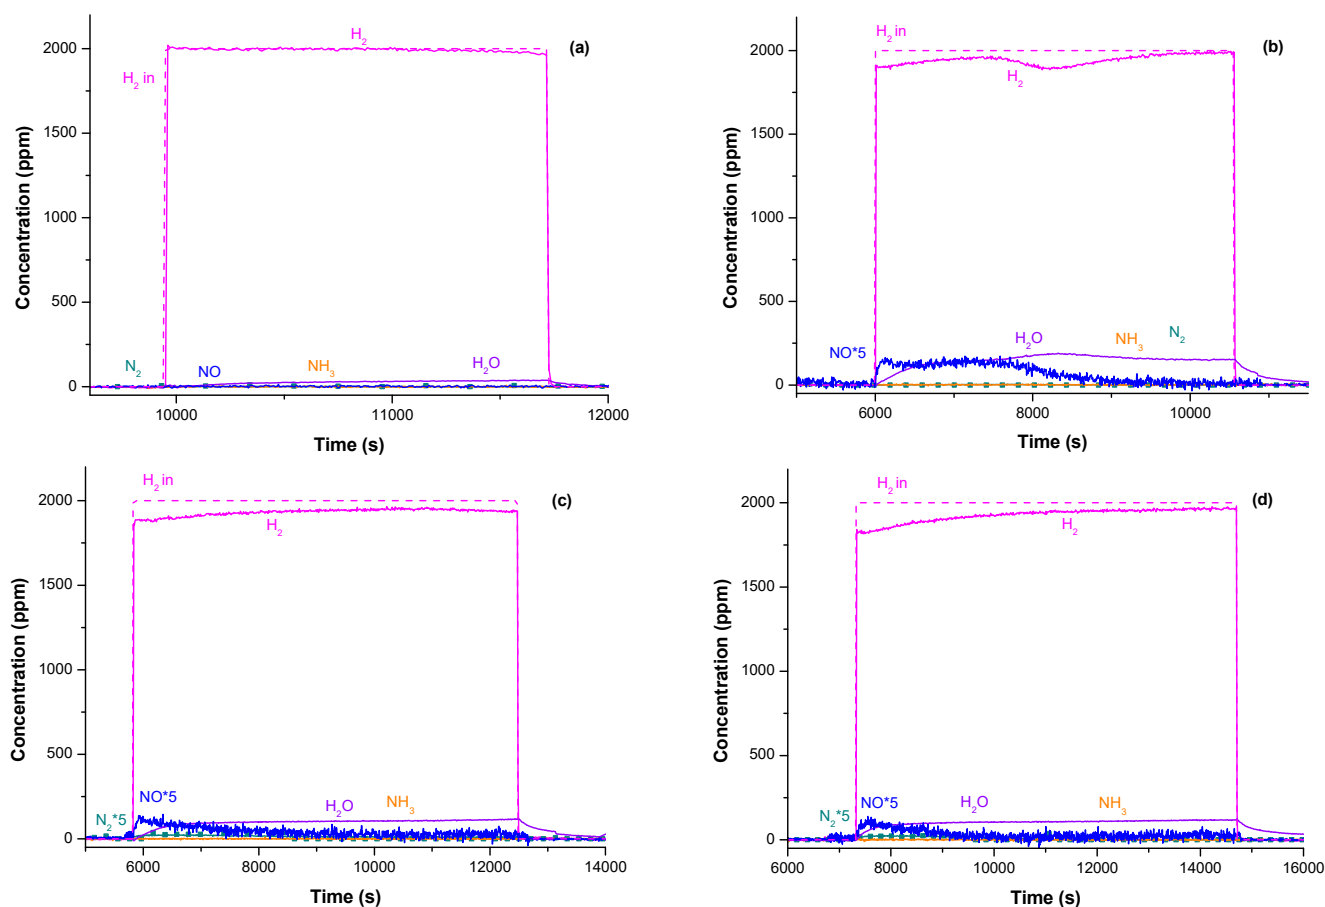 (a)
H₂
H₂ in
2000
1500
1000
500
0
Concentration (ppm)
N₂
NO
NH₃
H₂O
10000
11000
12000
Time (s)
(b)
H₂ in
H₂
2000
1500
1000
500
0
Concentration (ppm)
NO*5
H₂O
NH₃
N₂
6000
8000
10000
Time (s)
(c)
H₂ in
H₂
2000
1500
1000
500
0
Concentration (ppm)
N₂*5
NO*5
H₂O
NH₃
6000
8000
10000
12000
14000
Time (s)
(d)
H₂ in
H₂
2000
1500
1000
500
0
Concentration (ppm)
N₂*5
NO*5
H₂O
NH₃
6000
8000
10000
12000
14000
16000
Time (s)